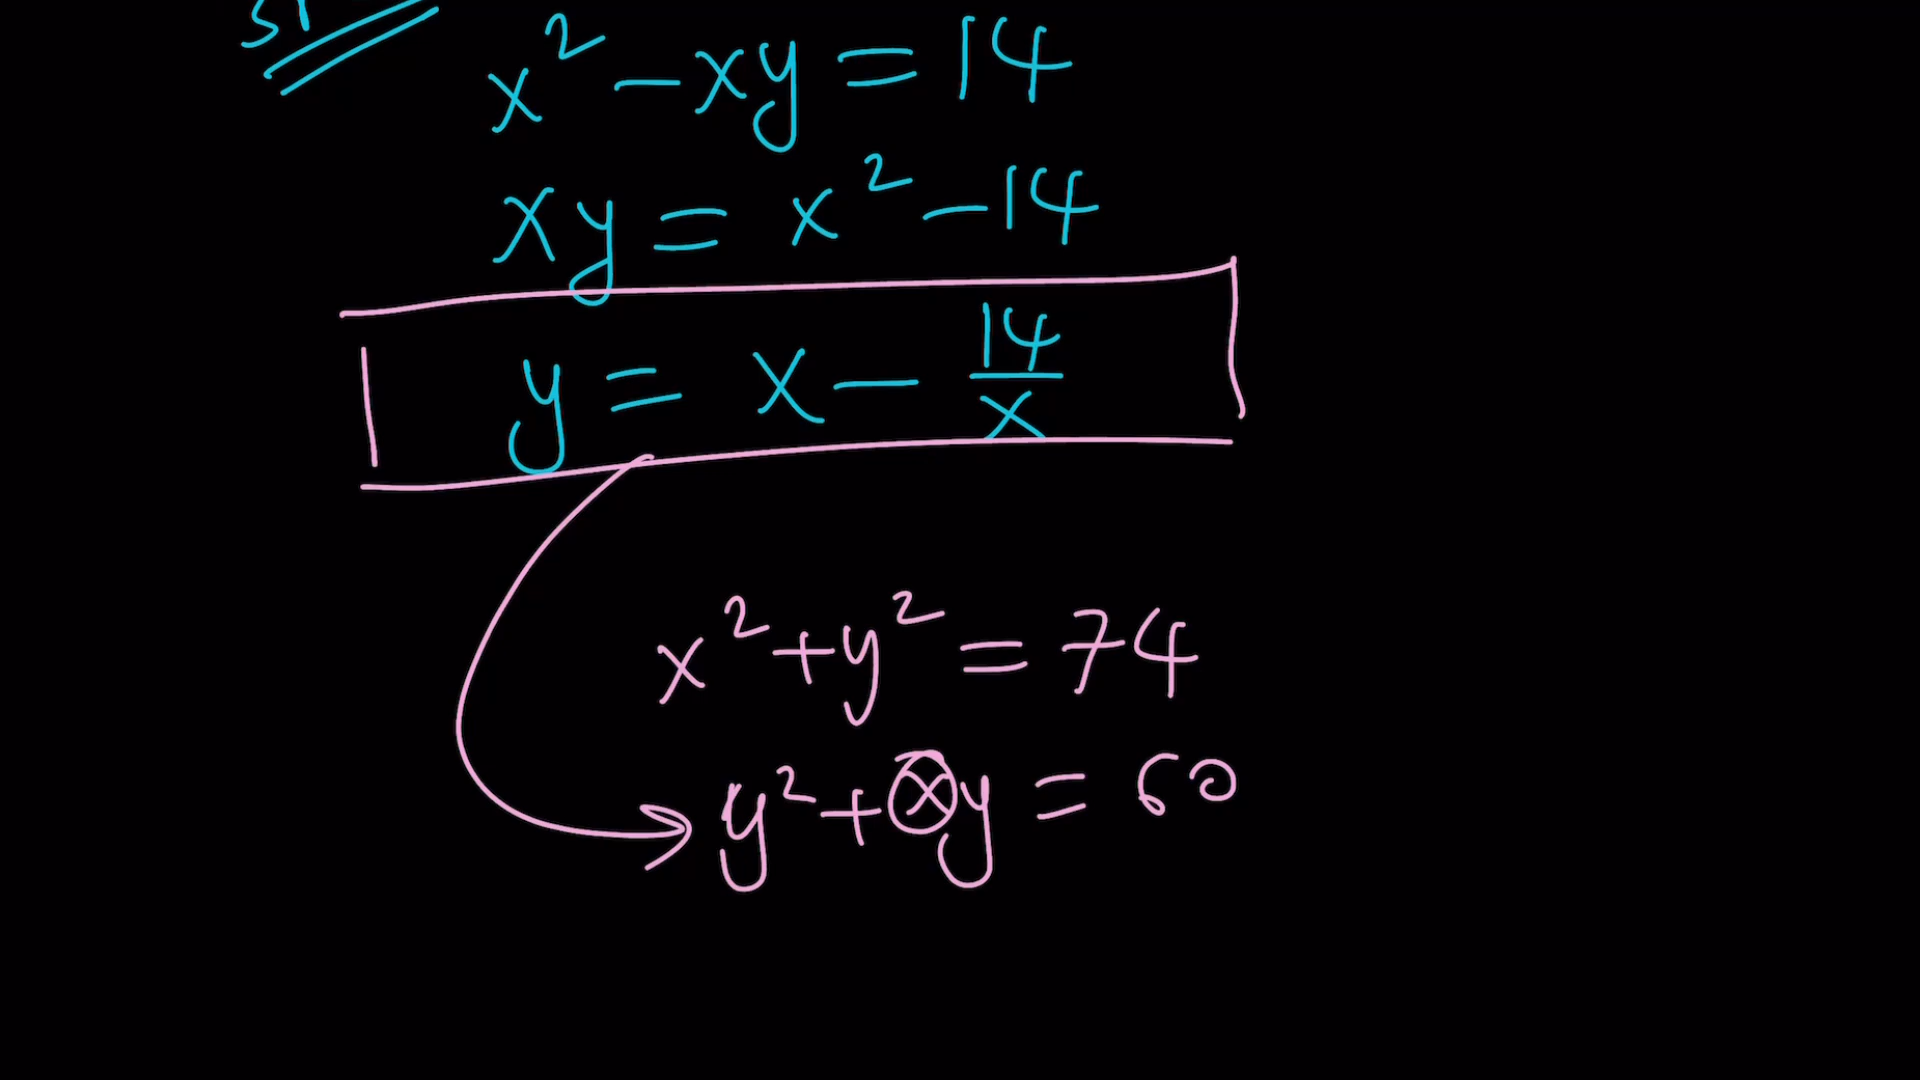 x² - xy = 14
xy = x² - 14
y = x - 14/x
x² + y² = 74
y² + xy = 60